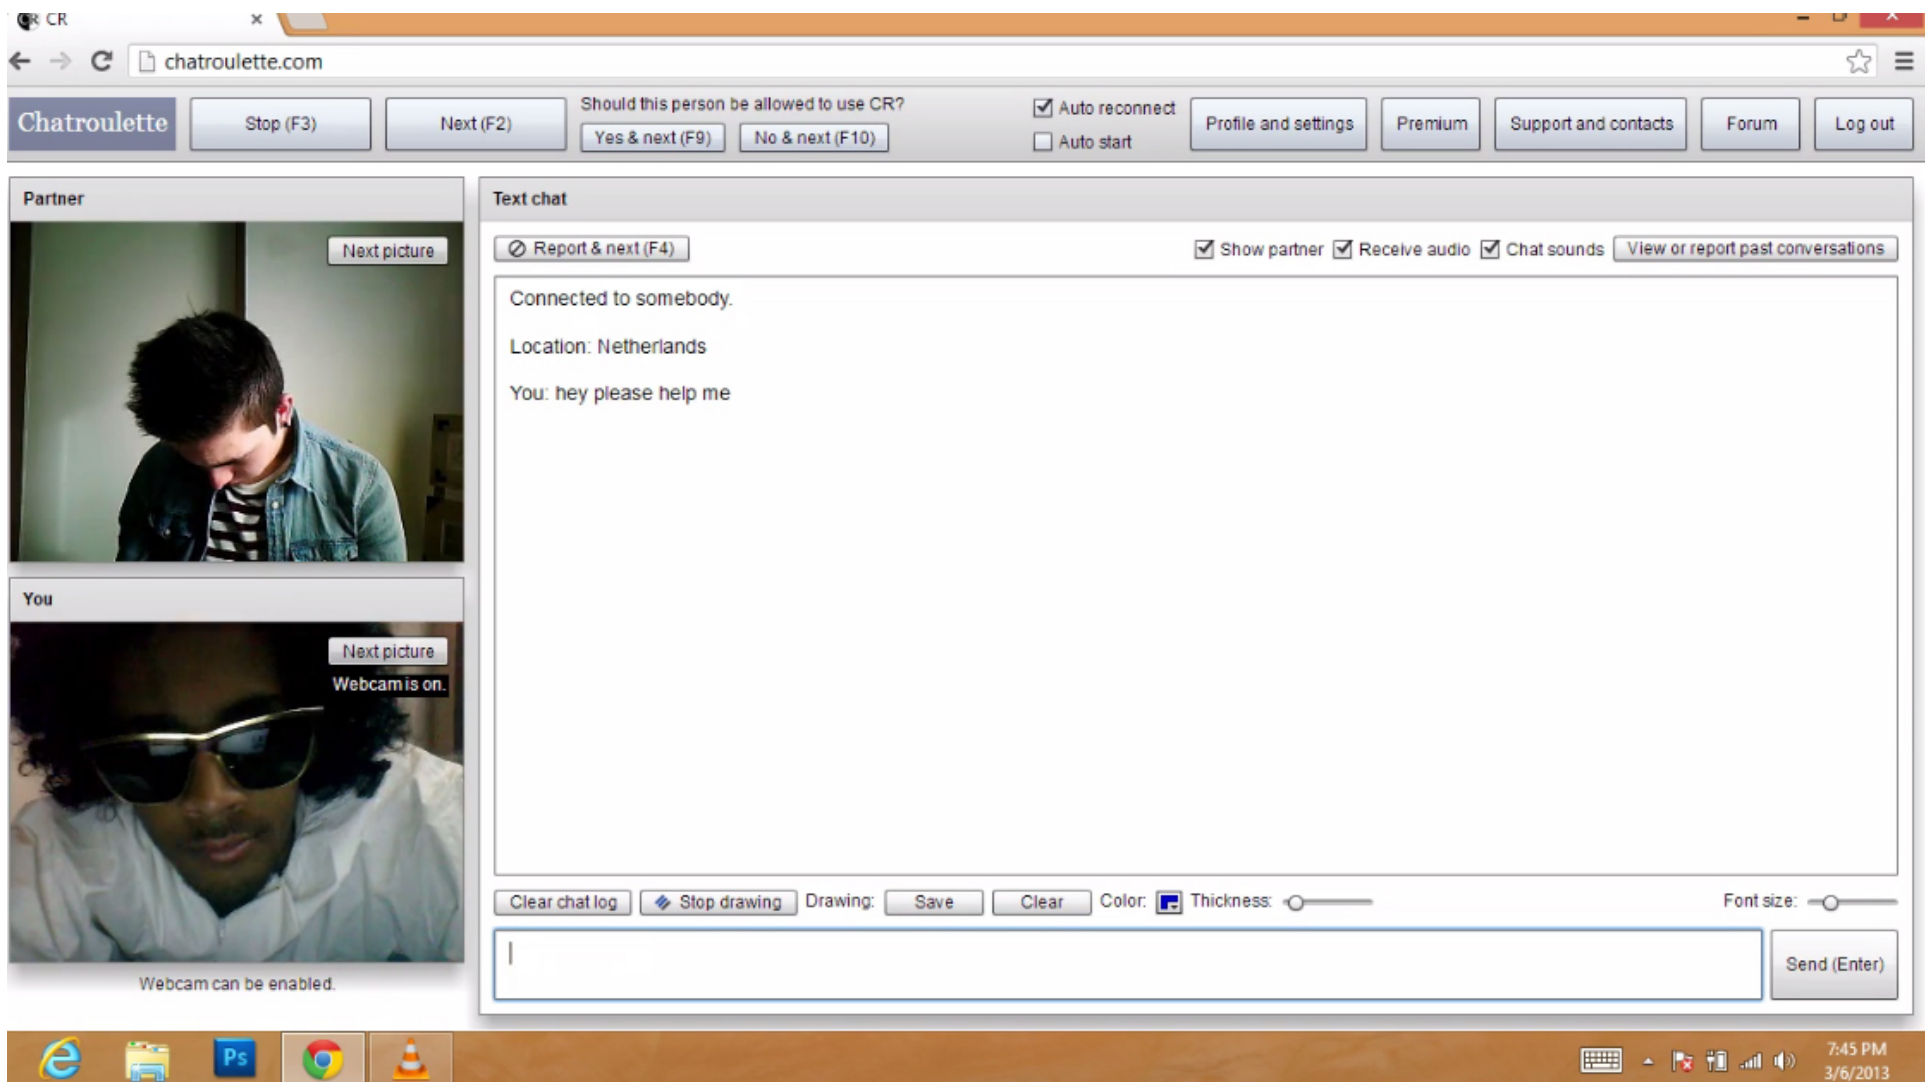 CR CR
chatroulette.com
Chatroulette
Stop (F3)
Next (F2)
Should this person be allowed to use CR?
Yes & next (F9)
No & next (F10)
Auto reconnect
Auto start
Profile and settings
Premium
Support and contacts
Forum
Log out
Partner
Next picture
Text chat
Report & next (F4)
Show partner
Receive audio
Chat sounds
View or report past conversations
Connected to somebody.
Location: Netherlands
You: hey please help me
You
Next picture
Webcam is on.
Webcam can be enabled.
Clear chat log
Stop drawing
Drawing:
Save
Clear
Color:
Thickness:
Font size:
Send (Enter)
Ps
7:45 PM
3/6/2013